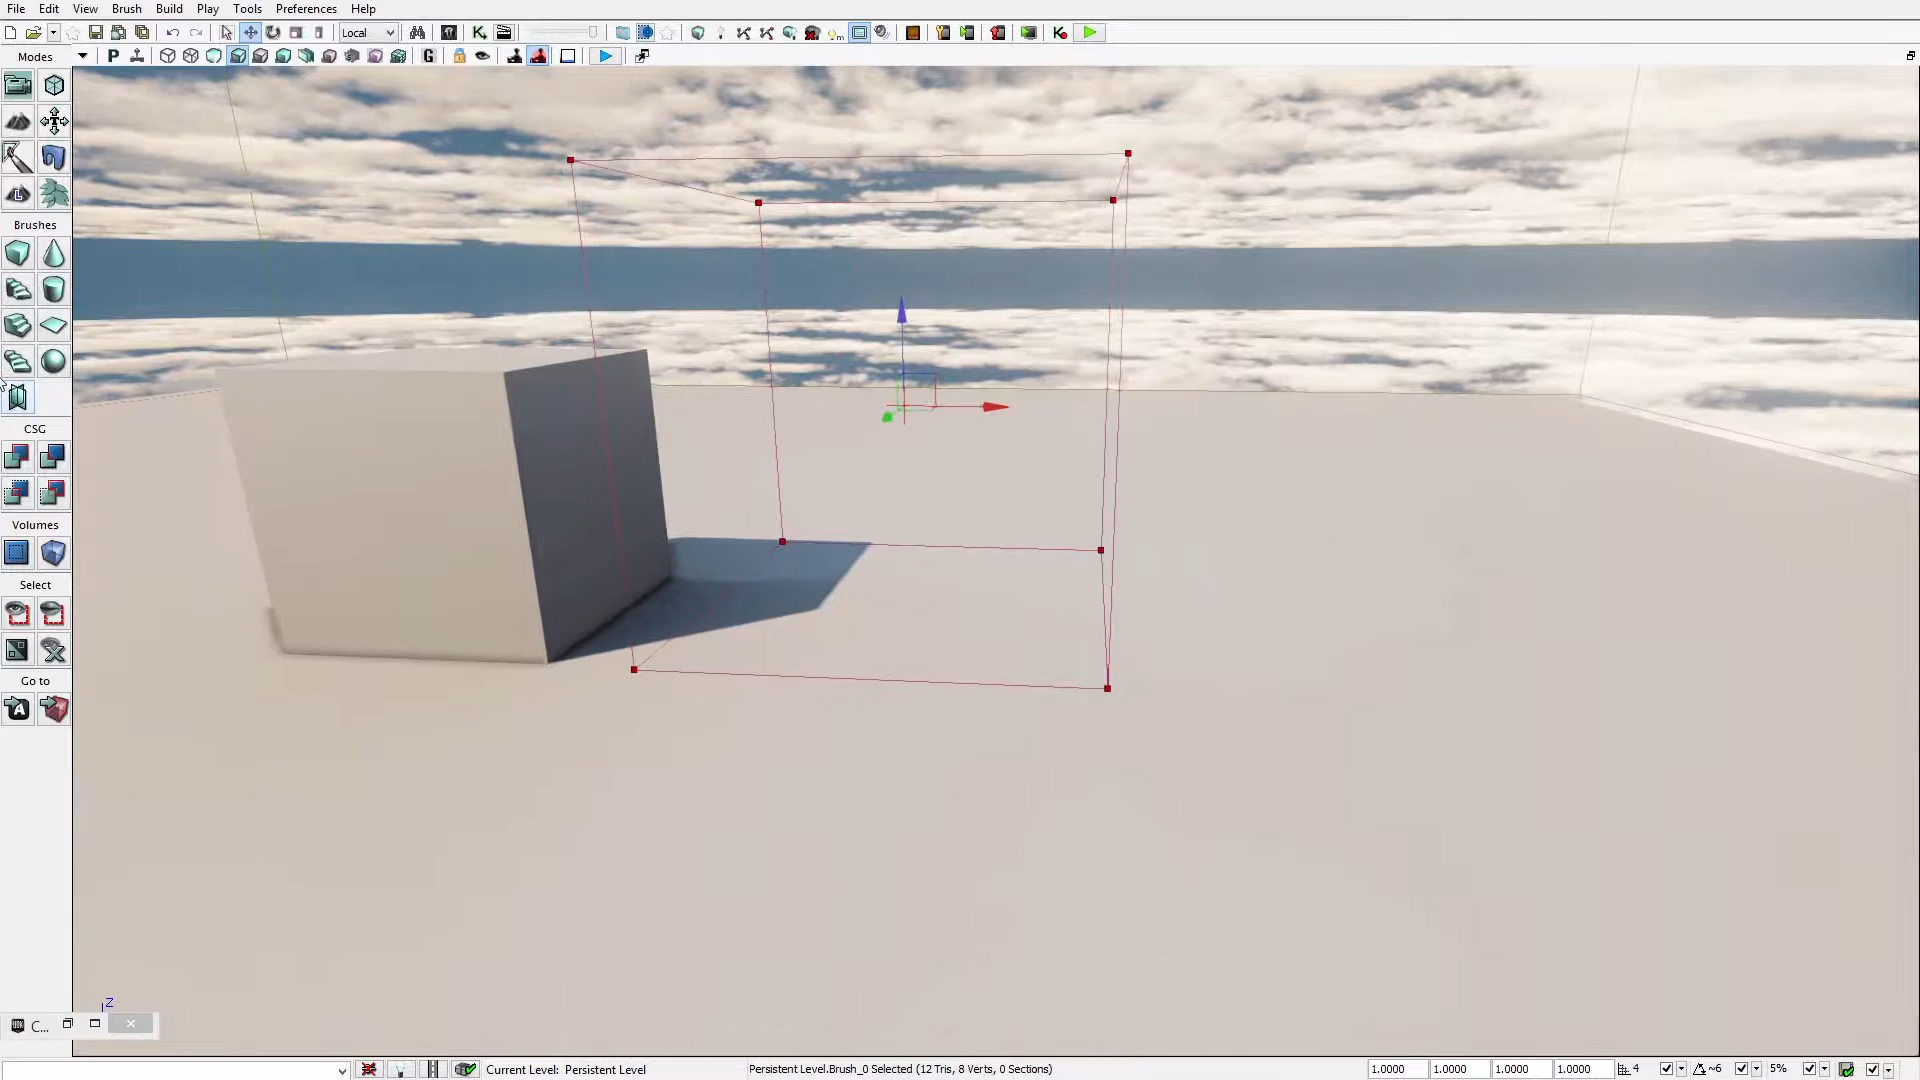 File Edit View Brush Build Play Tools Preferences Help
Local
Modes
P
G
L
Brushes
CSG
Volumes
Select
Go to
A
Z
C...
Current Level: Persistent Level
Persistent Level.Brush_0 Selected (12 Tris, 8 Verts, 0 Sections)
1.0000 1.0000 1.0000 1.0000 4 ~6 5%